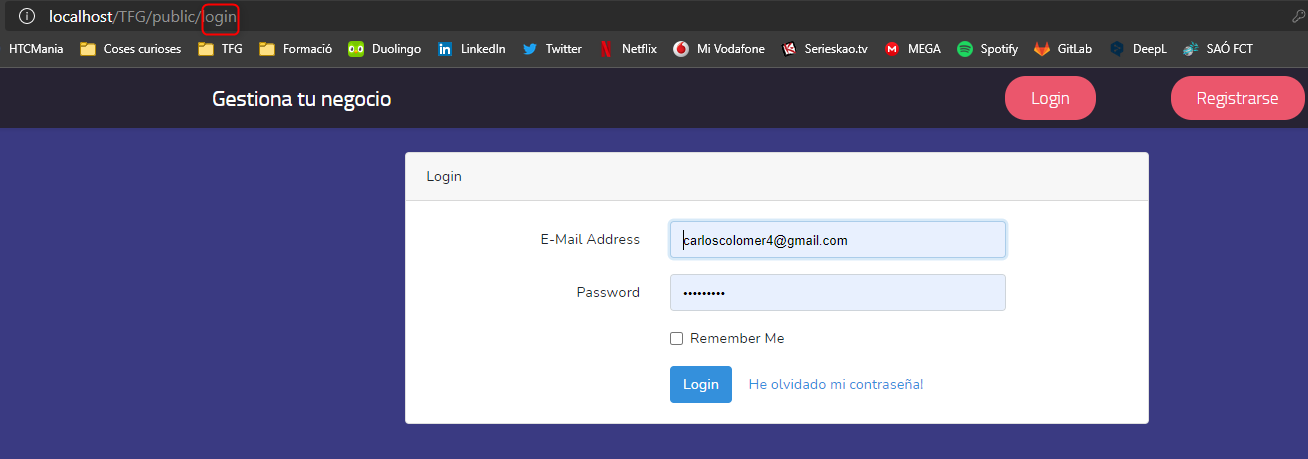 localhost/TFG/public/login
HTCMania Coses curioses TFG Formació Duolingo LinkedIn Twitter Netflix Mi Vodafone Serieskao.tv MEGA Spotify GitLab DeepL SAÓ FCT
Gestiona tu negocio Login Registrarse
Login
E-Mail Address carloscolomer4@gmail.com
Password •••••••••
Remember Me
Login He olvidado mi contraseña!